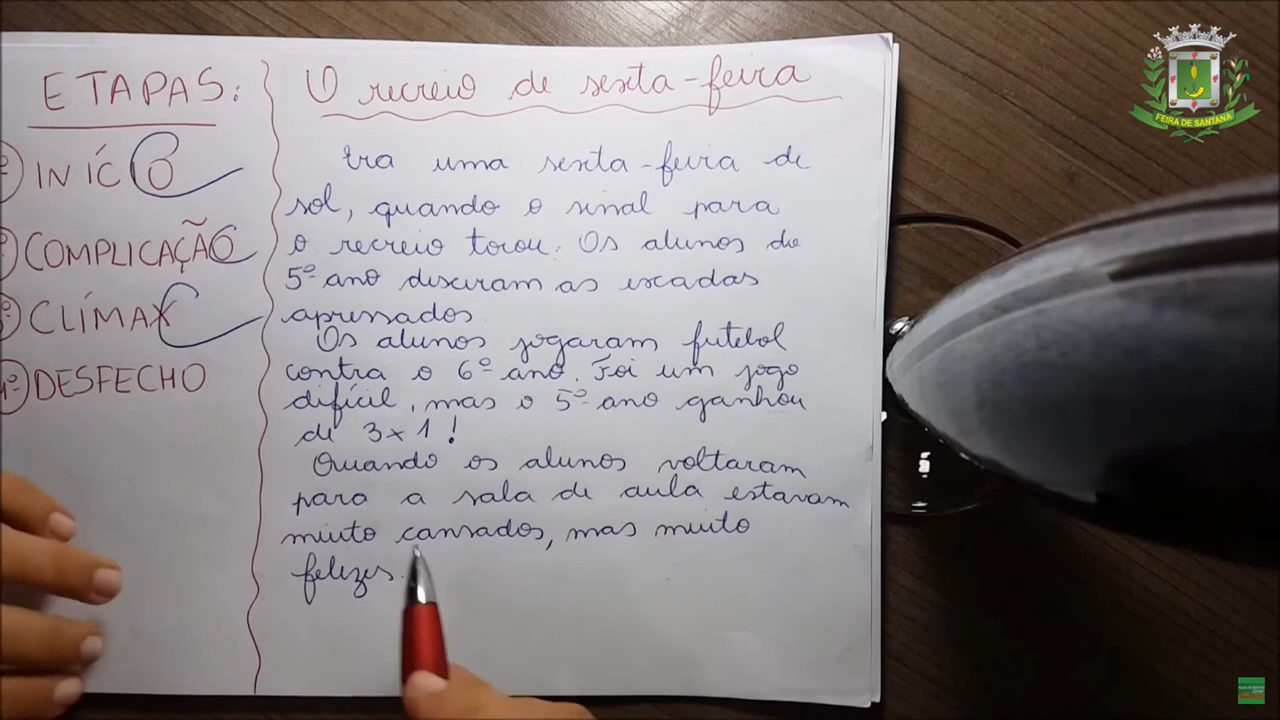 ETAPAS:
º) INÍCIO
º) COMPLICAÇÃO
º) CLÍMAX
4º) DESFECHO
O recreio de sexta-feira
Era uma sexta-feira de
sol, quando o sinal para
o recreio tocou. Os alunos do
5º ano desceram as escadas
apressados.
Os alunos jogaram futebol
contra o 6º ano. Foi um jogo
difícil, mas o 5º ano ganhou
de 3x1!
Quando os alunos voltaram
para a sala de aula estavam
muito cansados, mas muito
felizes.
FEIRA DE SANTANA